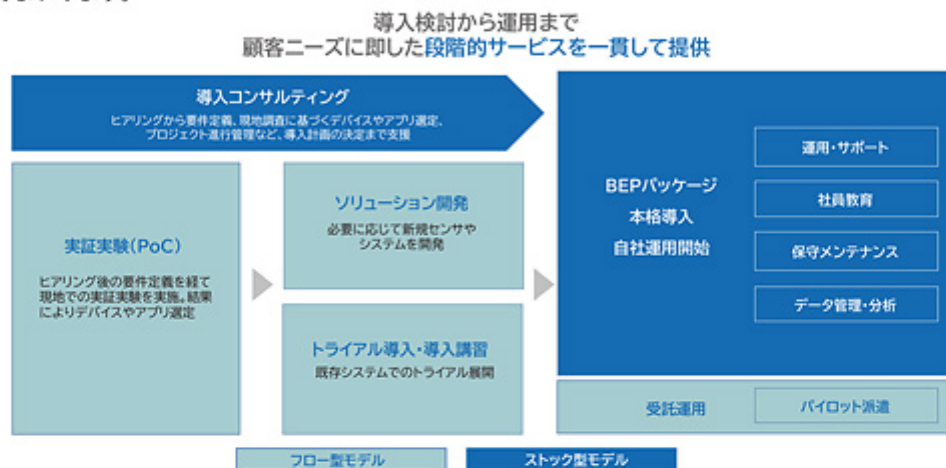 導入検討から運用まで
顧客ニーズに即した段階的サービスを一貫して提供
導入コンサルティング
ヒアリングから要件定義、現地調査に基づくデバイスやアプリ選定、
プロジェクト進行管理など、導入計画の決定まで支援
実証実験(PoC)
ヒアリング後の要件定義を経て
現地での実証実験を実施。結果
によりデバイスやアプリ選定
ソリューション開発
必要に応じて新規センサや
システムを開発
トライアル導入・導入講習
既存システムでのトライアル展開
BEPパッケージ
本格導入
自社運用開始
運用・サポート
社員教育
保守メンテナンス
データ管理・分析
受託運用
パイロット派遣
フロー型モデル
ストック型モデル